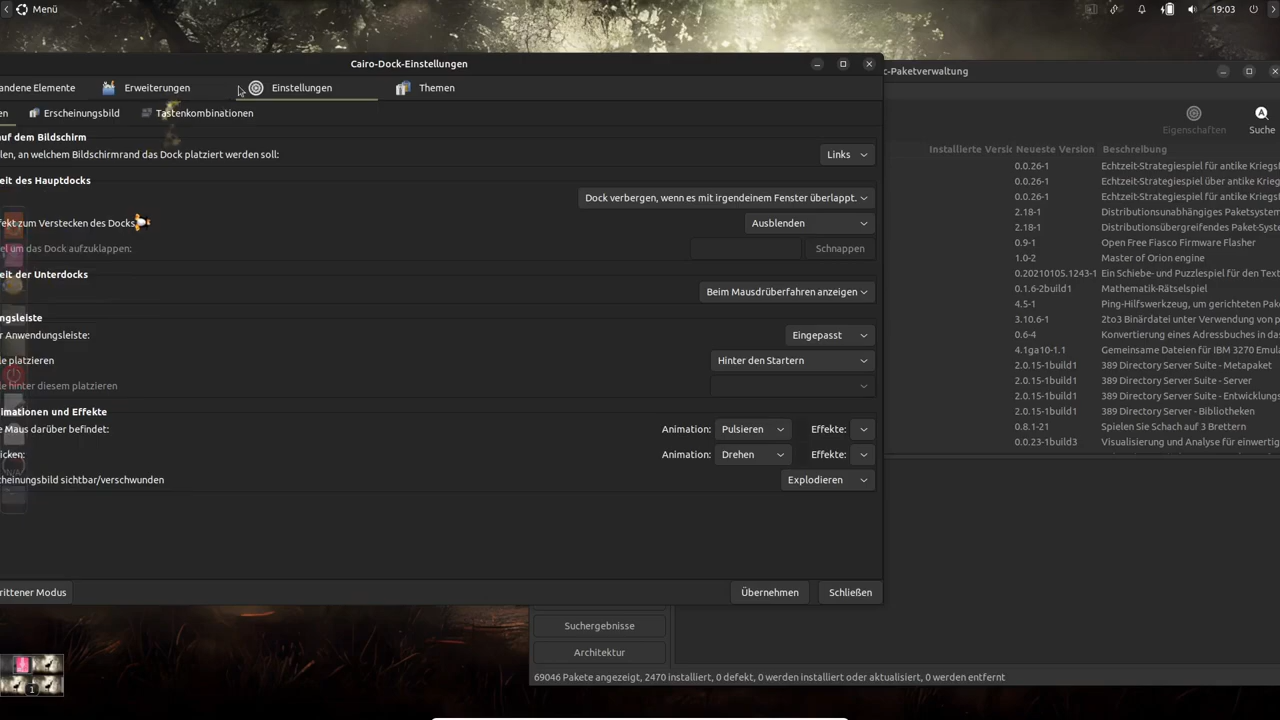 Menü
19:03
Cairo-Dock-Einstellungen
andene Elemente
Erweiterungen
Einstellungen
Themen
en
Erscheinungsbild
Tastenkombinationen
auf dem Bildschirm
len, an welchem Bildschirmrand das Dock platziert werden soll:
Links
eit des Hauptdocks
Dock verbergen, wenn es mit irgendeinem Fenster überlappt.
fekt zum Verstecken des Docks
Ausblenden
el um das Dock aufzuklappen:
Schnappen
eit der Unterdocks
Beim Mausdrüberfahren anzeigen
ngsleiste
r Anwendungsleiste:
Eingepasst
le platzieren
Hinter den Startern
le hinter diesem platzieren
nimationen und Effekte
e Maus darüber befindet:
Animation:
Pulsieren
Effekte:
icken:
Animation:
Drehen
Effekte:
cheinungsbild sichtbar/verschwunden
Explodieren
rittener Modus
Übernehmen
Schließen
c-Paketverwaltung
Eigenschaften
Suche
Installierte Versic
Neueste Version
Beschreibung
0.0.26-1 Echtzeit-Strategiespiel für antike Kriegsf
0.0.26-1 Echtzeit-Strategiespiel über antike Kriegsf
0.0.26-1 Echtzeit-Strategiespiel für antike Kriegsf
2.18-1 Distributionsunabhängiges Paketsystem
2.18-1 Distributionsübergreifendes Paket-Syste
0.9-1 Open Free Fiasco Firmware Flasher
1.0-2 Master of Orion engine
0.20210105.1243-1 Ein Schiebe- und Puzzlespiel für den Text
0.1.6-2build1 Mathematik-Rätselspiel
4.5-1 Ping-Hilfswerkzeug, um gerichteten Pake
3.10.6-1 2to3 Binärdatei unter Verwendung von p
0.6-4 Konvertierung eines Adressbuches in das
4.1ga10-1.1 Gemeinsame Dateien für IBM 3270 Emul
2.0.15-1build1 389 Directory Server Suite - Metapaket
2.0.15-1build1 389 Directory Server Suite - Server
2.0.15-1build1 389 Directory Server Suite - Entwicklungs
2.0.15-1build1 389 Directory Server - Bibliotheken
0.8.1-21 Spielen Sie Schach auf 3 Brettern
0.0.23-1build3 Visualisierung und Analyse für einwertig
Suchergebnisse
Architektur
69046 Pakete angezeigt, 2470 installiert, 0 defekt, 0 werden installiert oder aktualisiert, 0 werden entfernt
1